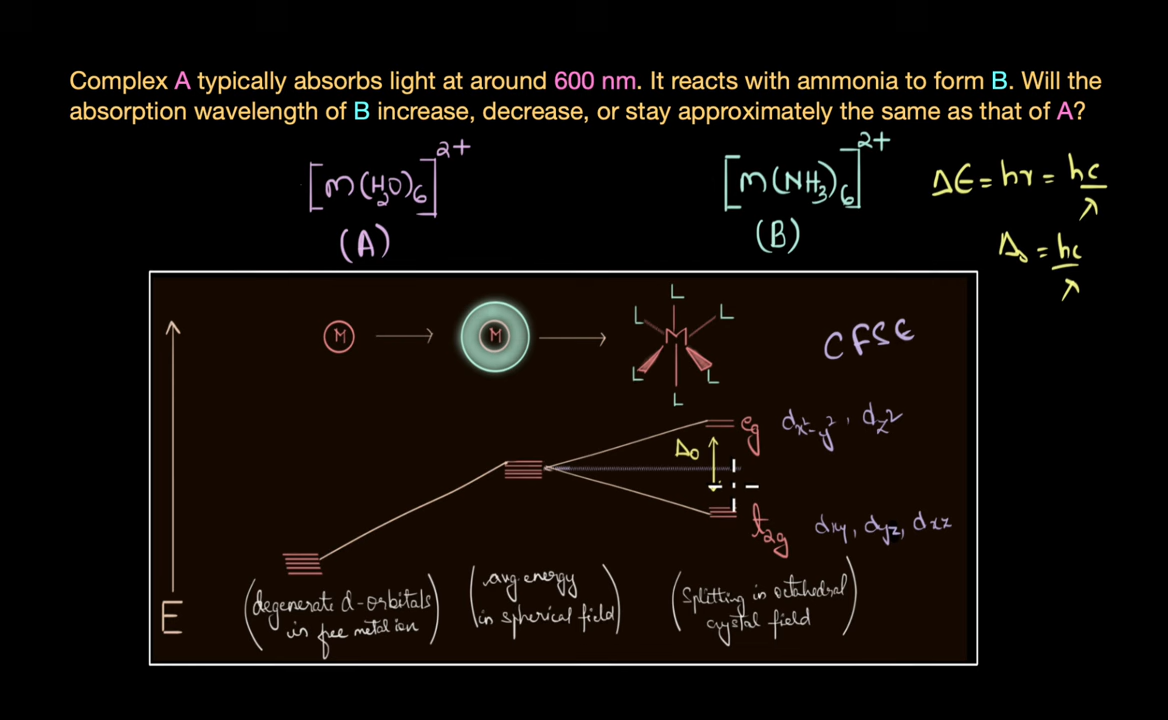 Complex A typically absorbs light at around 600 nm. It reacts with ammonia to form B. Will the
absorption wavelength of B increase, decrease, or stay approximately the same as that of A?
[M(H₂O)₆]²⁺
(A)
[M(NH₃)₆]²⁺
(B)
ΔE = hν = hc/λ
Δ₀ = hc/λ
M
M
L
L
L
M
L
L
L
CFSE
Δ₀
eg dx²-y², dz²
t₂g dxy, dyz, dxz
E
(degenerate d-orbitals
in free metal ion)
(avg energy
in spherical field)
(splitting in octahedral
crystal field)